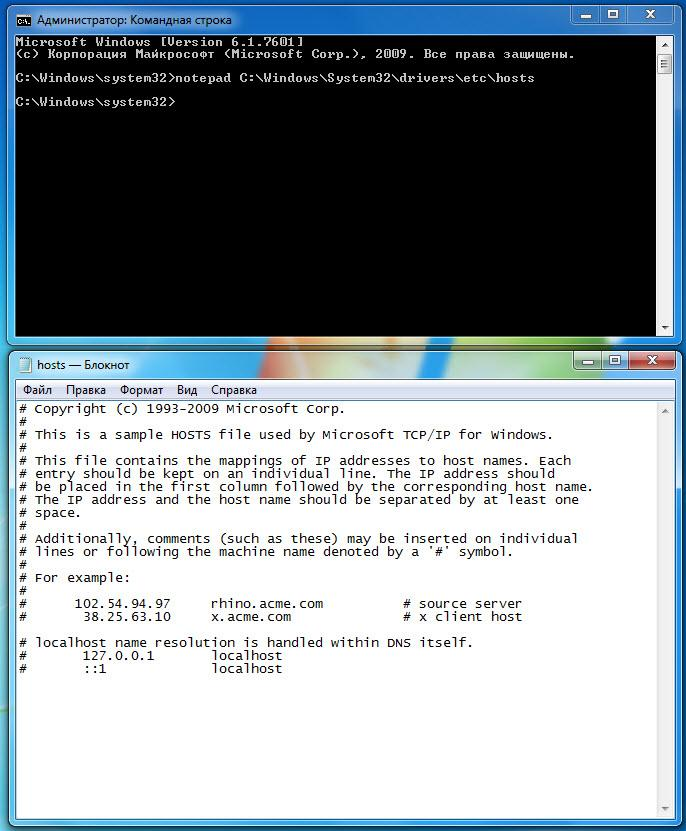 Администратор: Командная строка
Microsoft Windows [Version 6.1.7601]
(c) Корпорация Майкрософт (Microsoft Corp.), 2009. Все права защищены.
C:\Windows\system32>notepad C:\Windows\System32\drivers\etc\hosts
C:\Windows\system32>
hosts — Блокнот
Файл Правка Формат Вид Справка
# Copyright (c) 1993-2009 Microsoft Corp.
#
# This is a sample HOSTS file used by Microsoft TCP/IP for Windows.
#
# This file contains the mappings of IP addresses to host names. Each
# entry should be kept on an individual line. The IP address should
# be placed in the first column followed by the corresponding host name.
# The IP address and the host name should be separated by at least one
# space.
#
# Additionally, comments (such as these) may be inserted on individual
# lines or following the machine name denoted by a '#' symbol.
#
# For example:
#
#      102.54.94.97     rhino.acme.com          # source server
#       38.25.63.10     x.acme.com              # x client host
# localhost name resolution is handled within DNS itself.
#       127.0.0.1       localhost
#       ::1             localhost